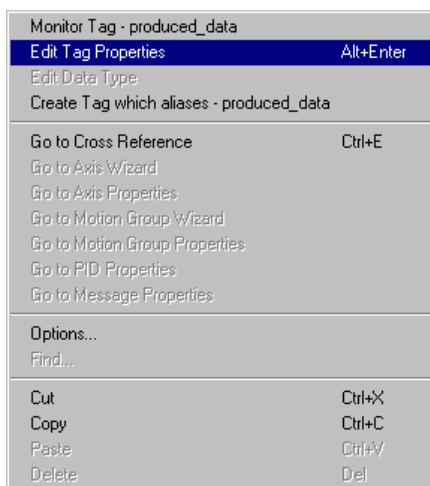 Monitor Tag - produced_data
Edit Tag Properties Alt+Enter
Edit Data Type
Create Tag which aliases - produced_data
Go to Cross Reference Ctrl+E
Go to Axis Wizard
Go to Axis Properties
Go to Motion Group Wizard
Go to Motion Group Properties
Go to PID Properties
Go to Message Properties
Options...
Find...
Cut Ctrl+X
Copy Ctrl+C
Paste Ctrl+V
Delete Del